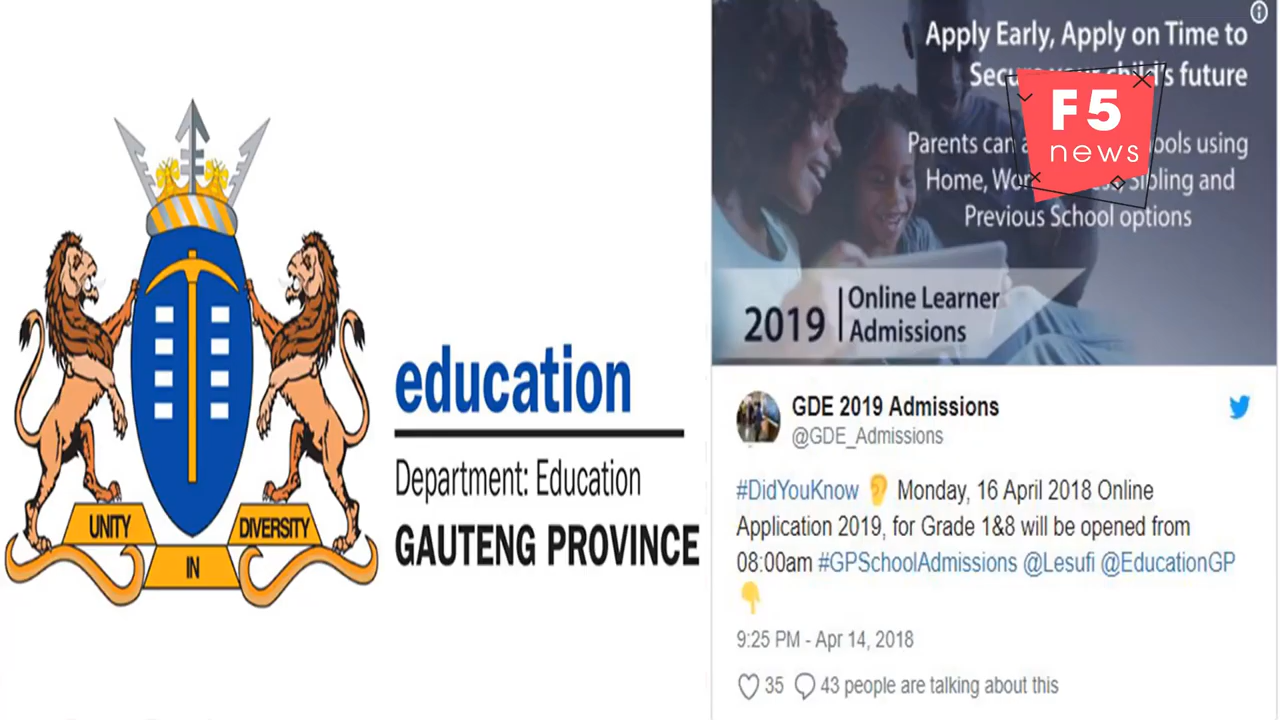 UNITY
IN
DIVERSITY
education
Department: Education
GAUTENG PROVINCE
Apply Early, Apply on Time to
child's future
Parents can
using
Home,
Sibling and
Previous School options
F5
news
2019
Online Learner
Admissions
GDE 2019 Admissions
@GDE_Admissions
#DidYouKnow 👂 Monday, 16 April 2018 Online
Application 2019, for Grade 1&8 will be opened from
08:00am #GPSchoolAdmissions @Lesufi @EducationGP
👇
9:25 PM - Apr 14, 2018
35 43 people are talking about this